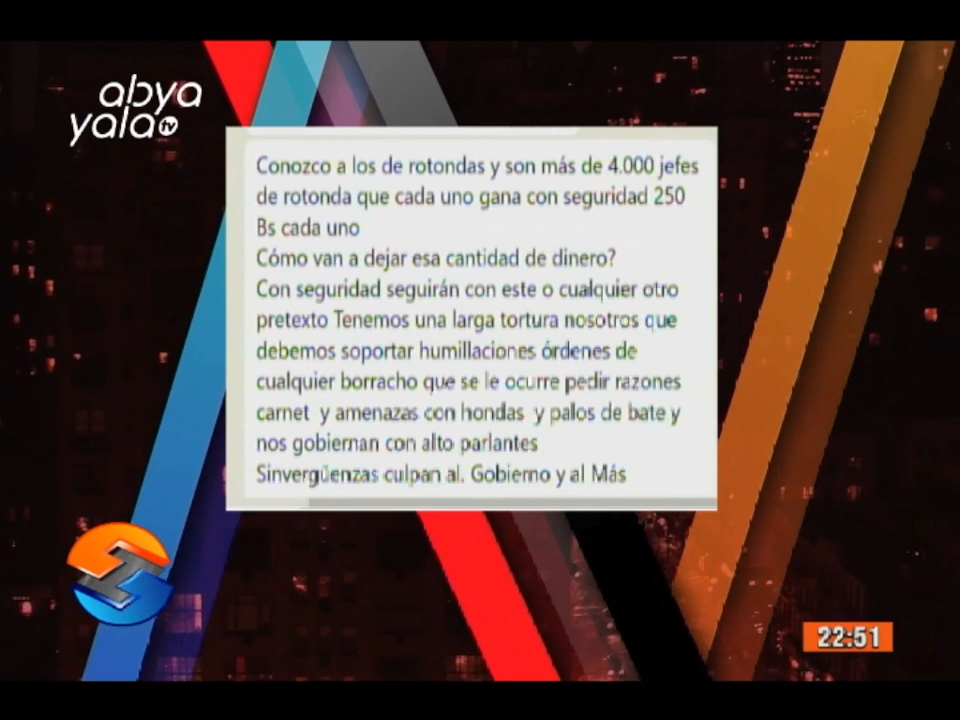 abya
yala tv
Conozco a los de rotondas y son más de 4.000 jefes
de rotonda que cada uno gana con seguridad 250
Bs cada uno
Cómo van a dejar esa cantidad de dinero?
Con seguridad seguirán con este o cualquier otro
pretexto Tenemos una larga tortura nosotros que
debemos soportar humillaciones órdenes de
cualquier borracho que se le ocurre pedir razones
carnet y amenazas con hondas y palos de bate y
nos gobiernan con alto parlantes
Sinvergüenzas culpan al. Gobierno y al Más
22:51